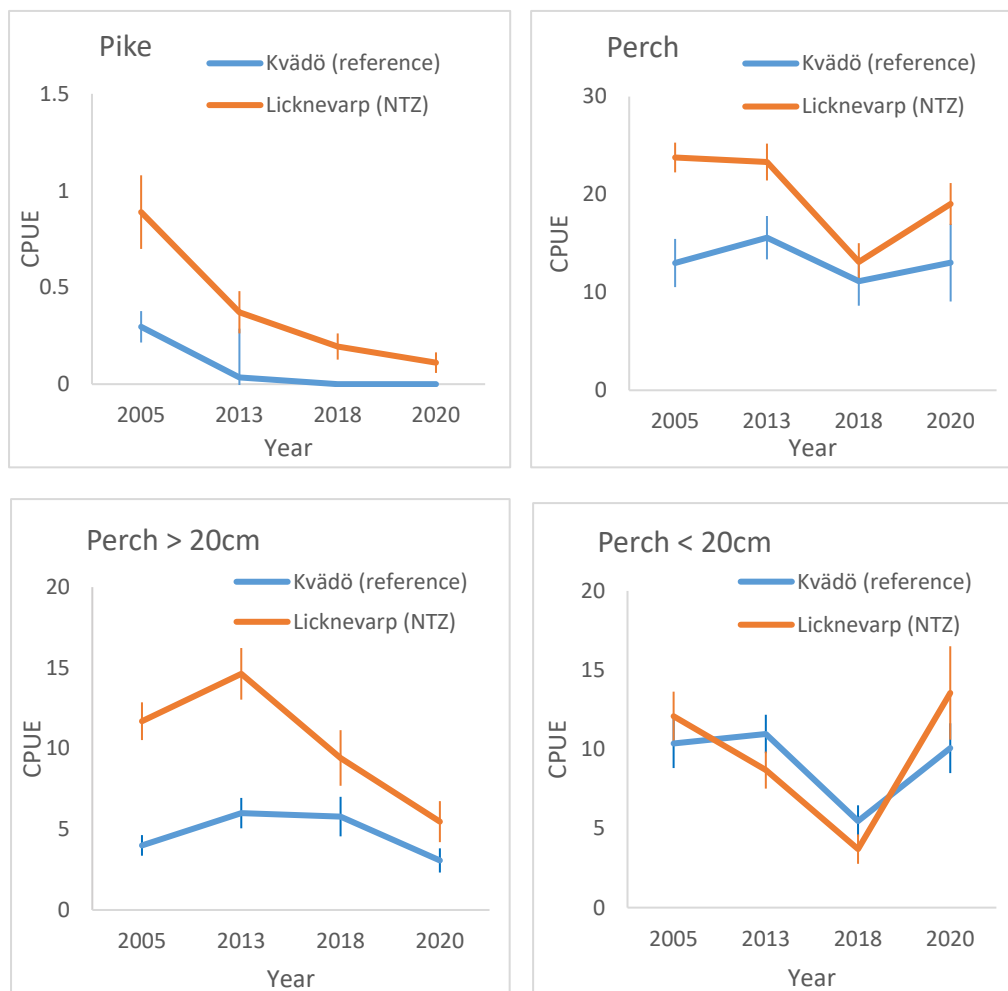 Pike
Kvädö (reference)
Licknevarp (NTZ)
1.5
1
0.5
0
CPUE
2005 2013 2018 2020
Year
Perch
Kvädö (reference)
Licknevarp (NTZ)
30
20
10
0
CPUE
2005 2013 2018 2020
Year
Perch > 20cm
Kvädö (reference)
Licknevarp (NTZ)
20
15
10
5
0
CPUE
2005 2013 2018 2020
Year
Perch < 20cm
Kvädö (reference)
Licknevarp (NTZ)
20
15
10
5
0
CPUE
2005 2013 2018 2020
Year